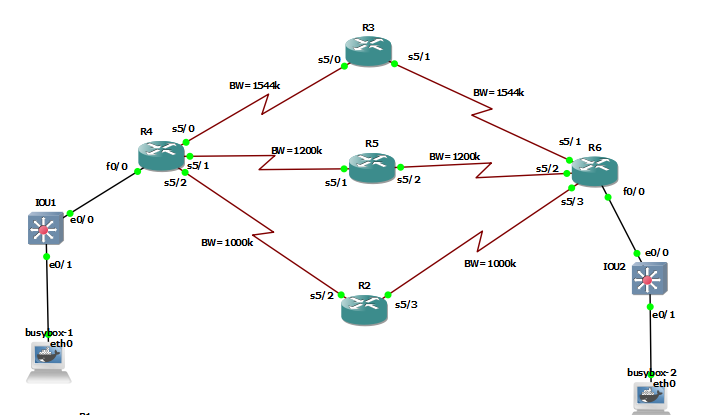 R3
s5/0
s5/1
BW=1544k
BW=1544k
s5/0
R4
s5/1
R6
R5
BW=1200k
BW=1200k
f0/0
s5/1
s5/2
s5/2
s5/1
s5/2
s5/3
f0/0
IOU1
e0/0
BW=1000k
e0/0
BW=1000k
IOU2
e0/1
R2
s5/2
s5/3
e0/1
busybox-1
eth0
busybox-2
eth0